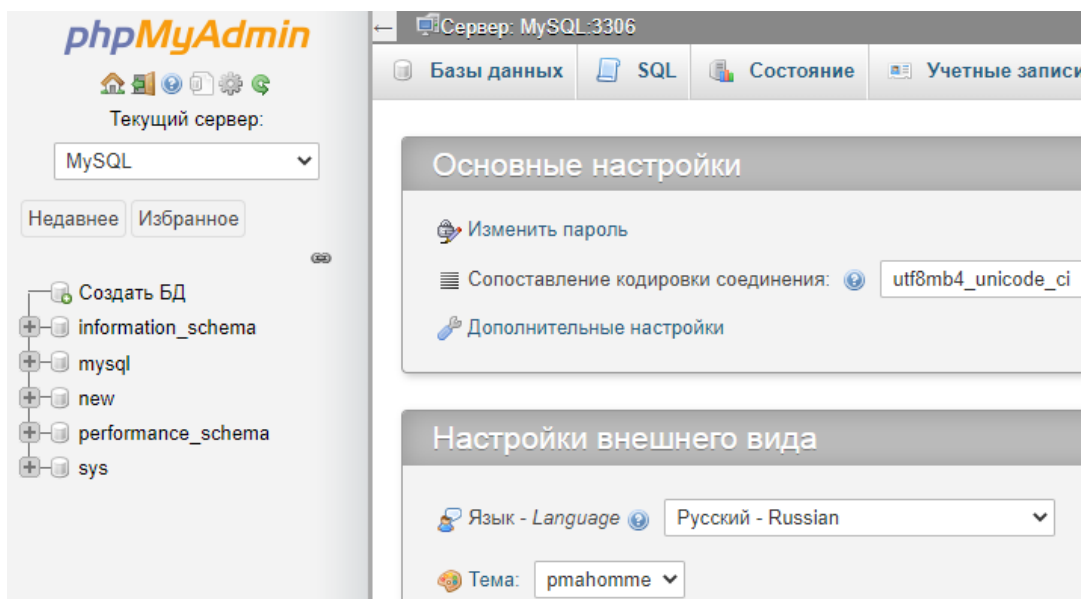 phpMyAdmin
Текущий сервер:
MySQL
Недавнее Избранное
Создать БД
information_schema
mysql
new
performance_schema
sys
← Сервер: MySQL:3306
Базы данных SQL Состояние Учетные записи
Основные настройки
Изменить пароль
Сопоставление кодировки соединения: utf8mb4_unicode_ci
Дополнительные настройки
Настройки внешнего вида
Язык - Language Русский - Russian
Тема: pmahomme